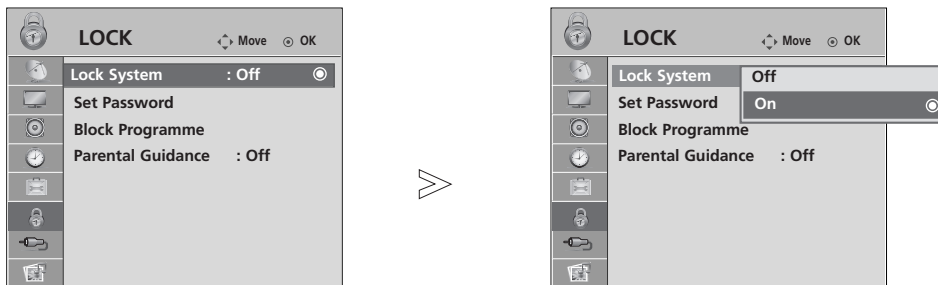 LOCK Move OK
Lock System : Off
Set Password
Block Programme
Parental Guidance : Off
LOCK Move OK
Lock System Off
Set Password On
Block Programme
Parental Guidance : Off